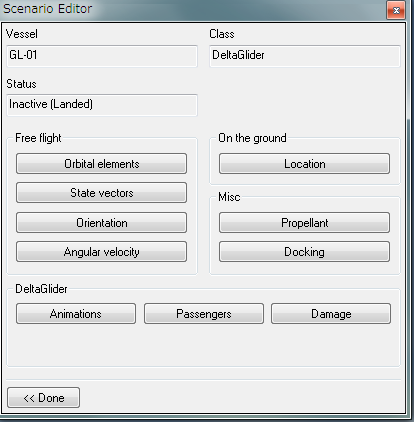 Scenario Editor
Vessel
Class
GL-01
DeltaGlider
Status
Inactive (Landed)
Free flight
Orbital elements
State vectors
Orientation
Angular velocity
On the ground
Location
Misc
Propellant
Docking
DeltaGlider
Animations
Passengers
Damage
<< Done